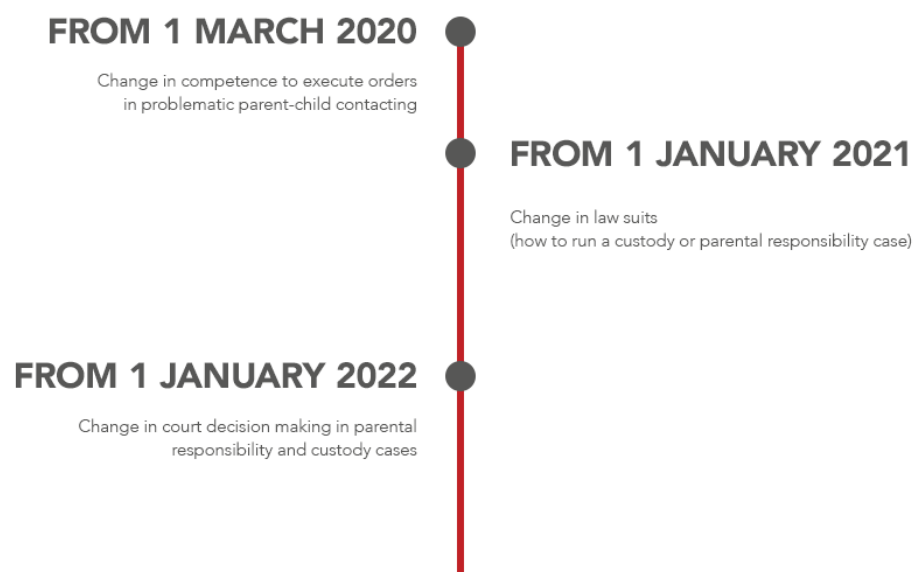 FROM 1 MARCH 2020
Change in competence to execute orders
in problematic parent-child contacting
FROM 1 JANUARY 2021
Change in law suits
(how to run a custody or parental responsibility case)
FROM 1 JANUARY 2022
Change in court decision making in parental
responsibility and custody cases